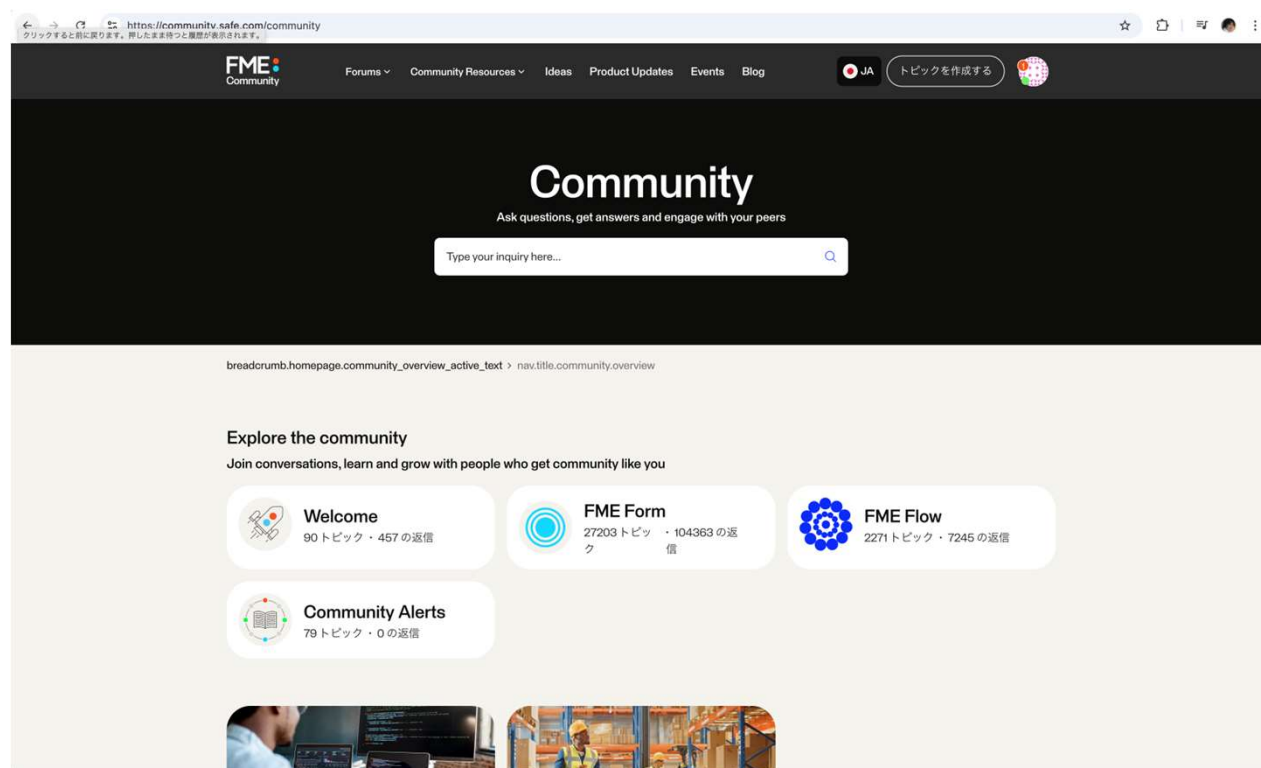 https://community.safe.com/community
クリックすると前に戻ります。押したまま待つと履歴が表示されます。
FME
Community
Forums
Community Resources
Ideas
Product Updates
Events
Blog
JA
トピックを作成する
Community
Ask questions, get answers and engage with your peers
Type your inquiry here...
breadcrumb.homepage.community_overview_active_text > nav.title.community.overview
Explore the community
Join conversations, learn and grow with people who get community like you
Welcome
90 トピック・457 の返信
FME Form
27203 トピッ ・104363 の返
ク 信
FME Flow
2271 トピック・7245 の返信
Community Alerts
79 トピック・0 の返信